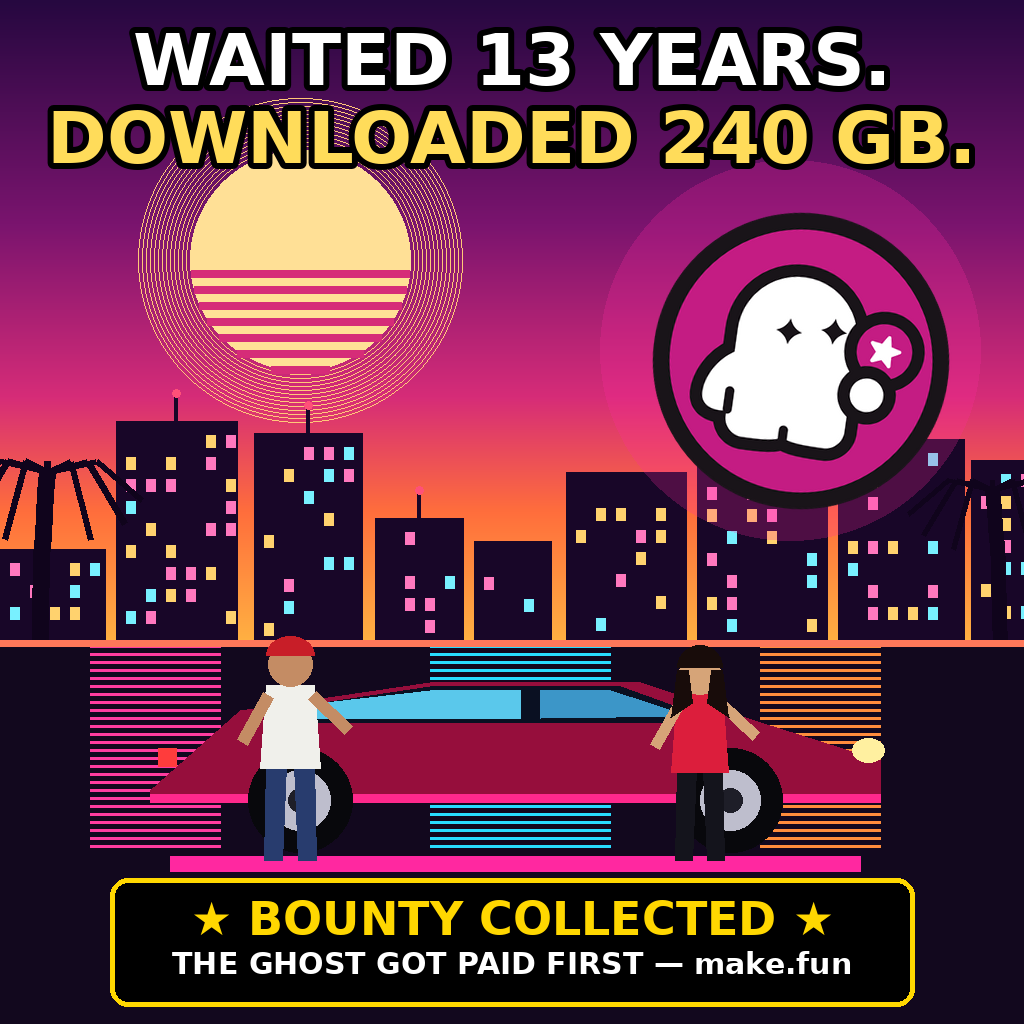 WAITED 13 YEARS.
DOWNLOADED 240 GB.
★ BOUNTY COLLECTED ★
THE GHOST GOT PAID FIRST — make.fun